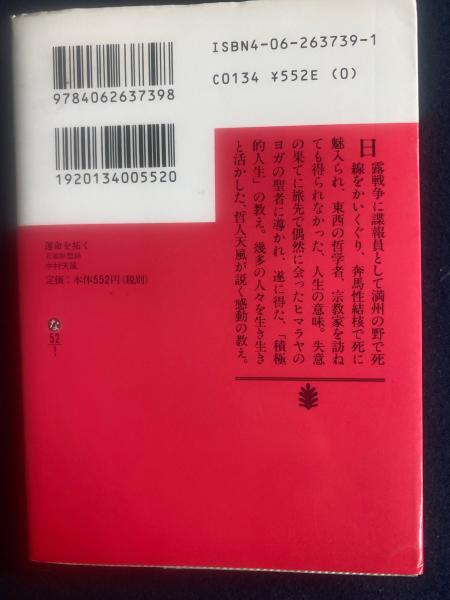 ISBN4-06-263739-1
C0134 ¥552E (0)
9784062637398
1920134005520
日露戦争に諜報員として満州の野で死
線をかいくぐり、奔馬性結核で死に
魅入られ、東西の哲学者、宗教家を訪ね
ても得られなかった、人生の意味。失意
の果てに旅先で偶然に会ったヒマラヤの
ヨガの聖者に導かれ、遂に得た、「積極
的人生」の教え。幾多の人々を生き生き
と活かした、哲人天風が説く感動の教え。
運命を拓く
天風瞑想録
中村天風
定価：本体552円(税別)
な
52
1